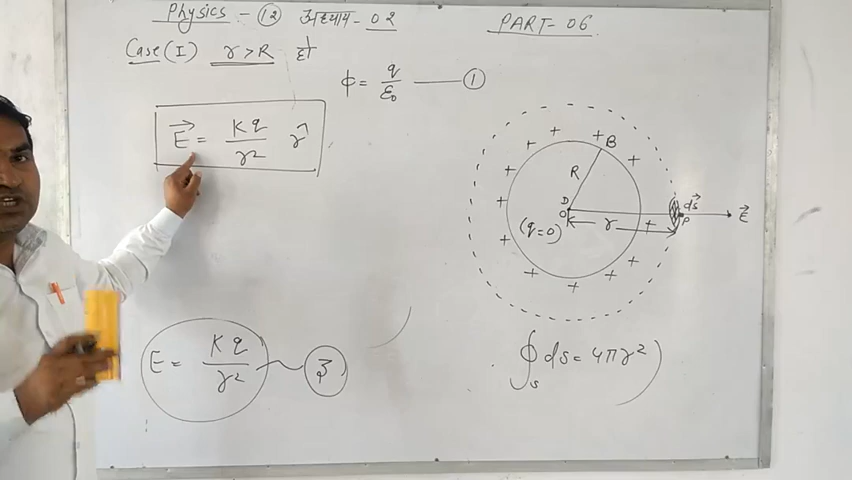 Physics - 12 अध्याय - 02
PART-06
Case (I) r > R हो
ϕ = q/ε₀ —— ①
E⃗ = Kq/r² r̂
+ + + + + + + + + + + +
B
R
D
O
(q=0)
r
ds⃗
P
E⃗
E = Kq/r² ③
∮s ds = 4πr²